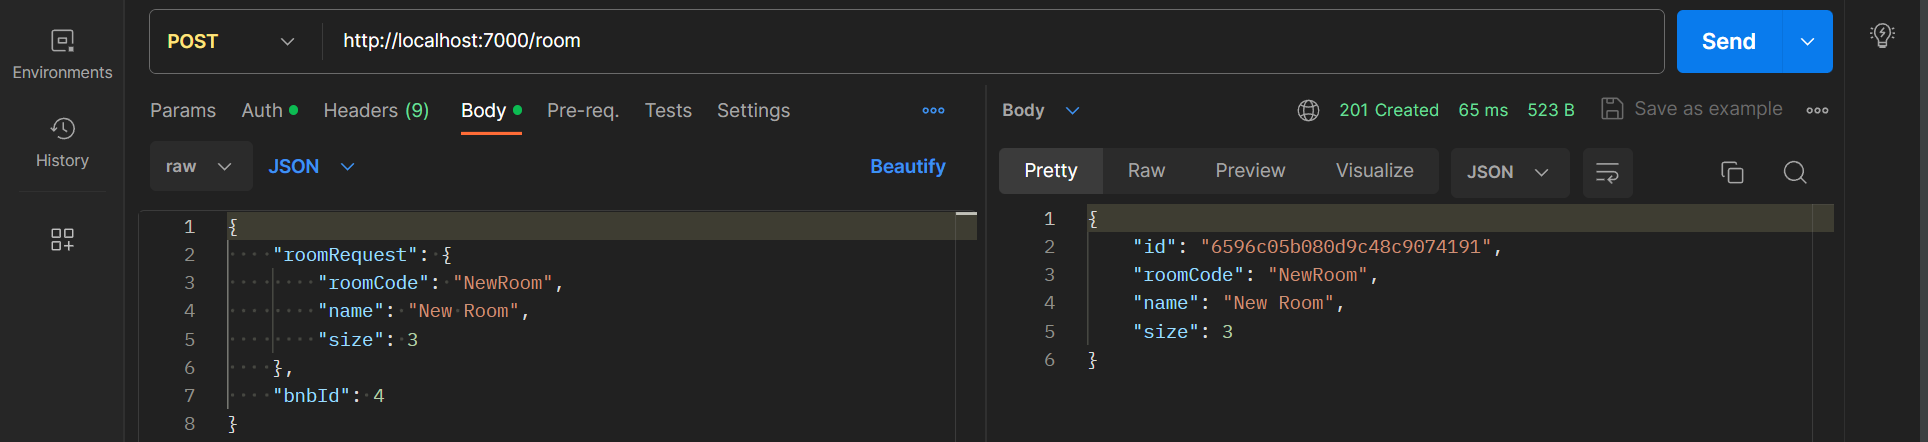 POST
http://localhost:7000/room
Send
Environments
History
Params Auth Headers (9) Body Pre-req. Tests Settings
raw JSON Beautify
1 {
2 "roomRequest": {
3 "roomCode": "NewRoom",
4 "name": "New Room",
5 "size": 3
6 },
7 "bnbId": 4
8 }
Body 201 Created 65 ms 523 B Save as example
Pretty Raw Preview Visualize JSON
1 {
2 "id": "6596c05b080d9c48c9074191",
3 "roomCode": "NewRoom",
4 "name": "New Room",
5 "size": 3
6 }